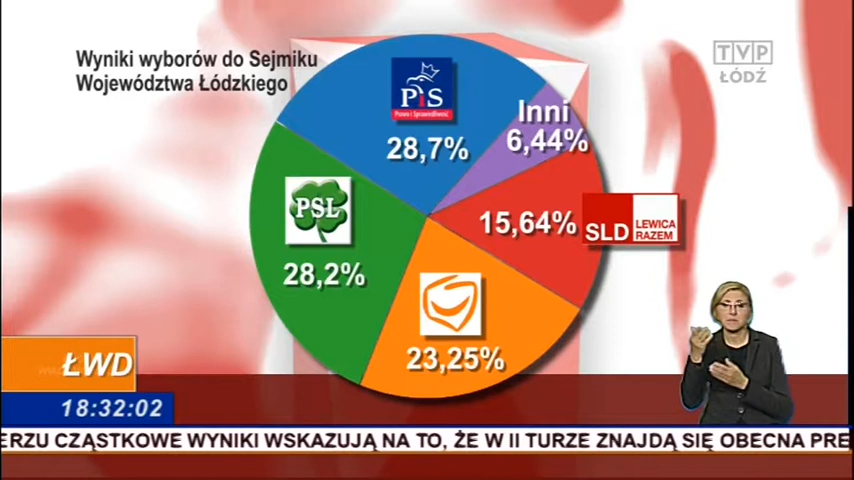 Wyniki wyborów do Sejmiku
Województwa Łódzkiego
TVP
ŁÓDŹ
PiS
Prawo i Sprawiedliwość
28,7%
Inni
6,44%
PSL
28,2%
15,64%
SLD
LEWICA
RAZEM
23,25%
ŁWD
18:32:02
ERZU CZĄSTKOWE WYNIKI WSKAZUJĄ NA TO, ŻE W II TURZE ZNAJDĄ SIĘ OBECNA PRE